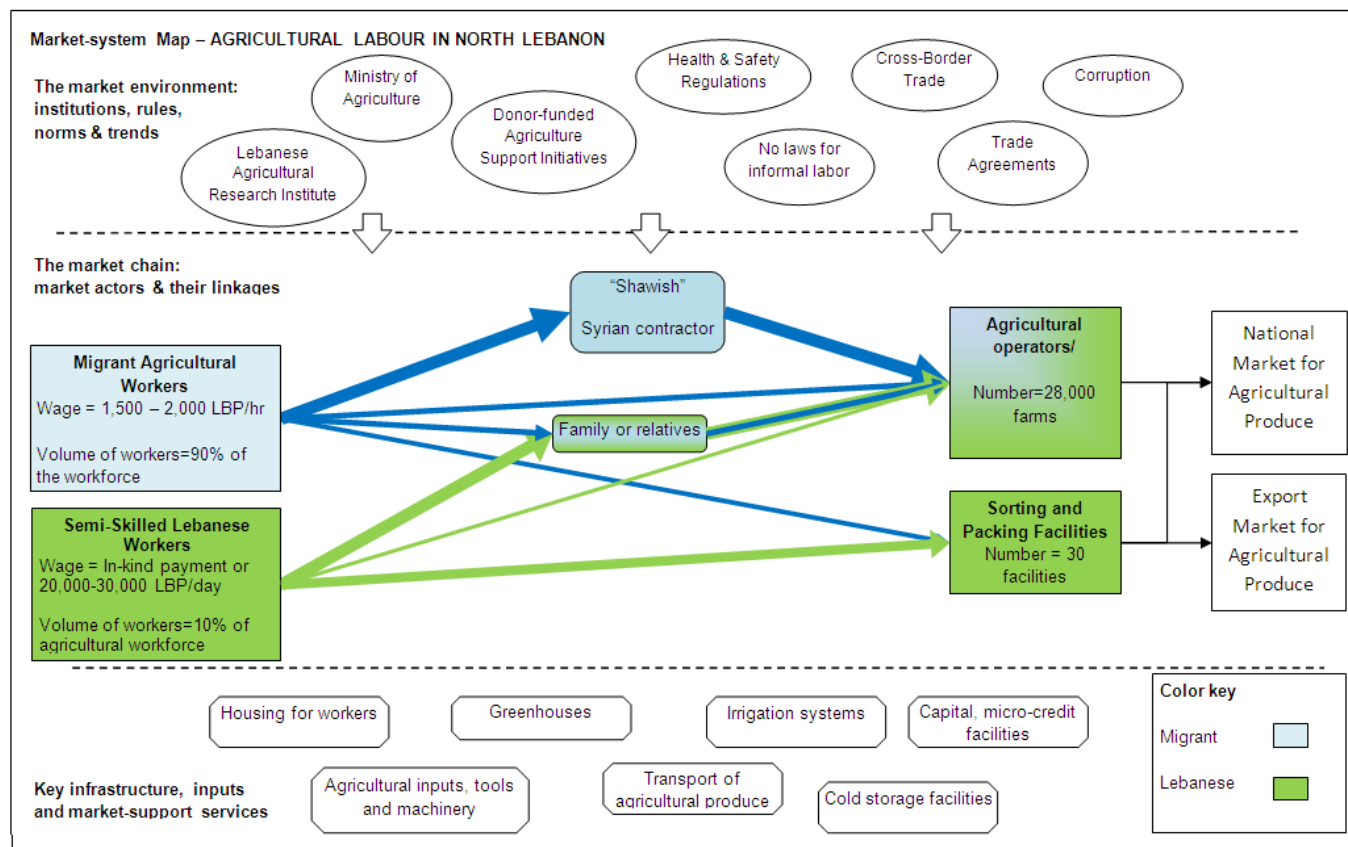 Market-system Map – AGRICULTURAL LABOUR IN NORTH LEBANON
The market environment:
institutions, rules,
norms & trends
Ministry of
Agriculture
Health & Safety
Regulations
Cross-Border
Trade
Corruption
Lebanese
Agricultural
Research Institute
Donor-funded
Agriculture
Support Initiatives
No laws for
informal labor
Trade
Agreements
The market chain:
market actors & their linkages
"Shawish"
Syrian contractor
Migrant Agricultural
Workers
Wage = 1,500 – 2,000 LBP/hr
Volume of workers=90% of
the workforce
Family or relatives
Agricultural
operators/
Number=28,000
farms
National
Market for
Agricultural
Produce
Semi-Skilled Lebanese
Workers
Wage = In-kind payment or
20,000-30,000 LBP/day
Volume of workers=10% of
agricultural workforce
Sorting and
Packing Facilities
Number = 30
facilities
Export
Market for
Agricultural
Produce
Housing for workers
Greenhouses
Irrigation systems
Capital, micro-credit
facilities
Key infrastructure, inputs
and market-support services
Agricultural inputs, tools
and machinery
Transport of
agricultural produce
Cold storage facilities
Color key
Migrant
Lebanese